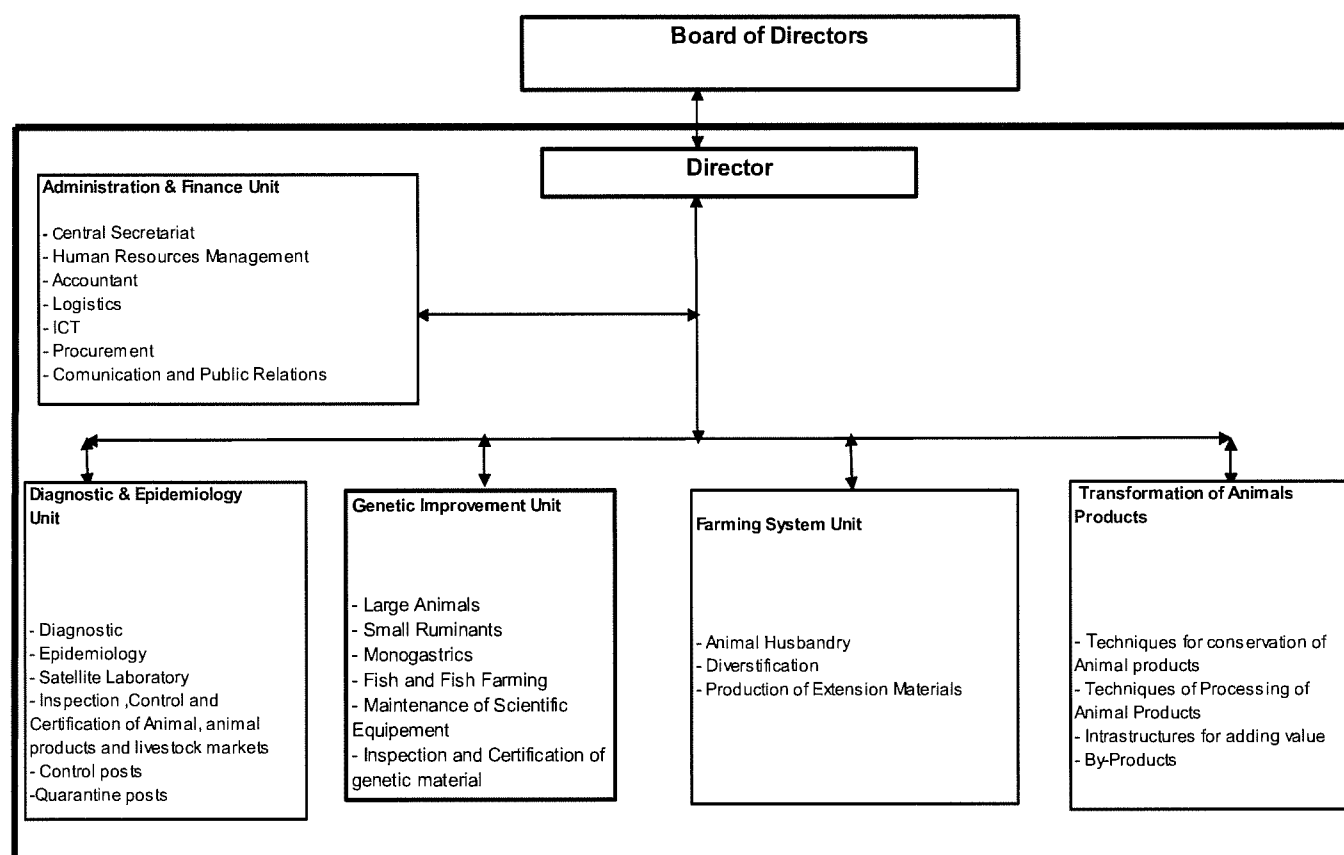 Board of Directors
Director
Administration & Finance Unit
- Central Secretariat
- Human Resources Management
- Accountant
- Logistics
- ICT
- Procurement
- Comunication and Public Relations
Diagnostic & Epidemiology
Unit
- Diagnostic
- Epidemiology
- Satellite Laboratory
- Inspection ,Control and
Certification of Animal, animal
products and livestock markets
- Control posts
-Quarantine posts
Genetic Improvement Unit
- Large Animals
- Small Ruminants
- Monogastrics
- Fish and Fish Farming
- Maintenance of Scientific
Equipement
- Inspection and Certification of
genetic material
Farming System Unit
- Animal Husbandry
- Diverstification
- Production of Extension Materials
Transformation of Animals
Products
- Techniques for conservation of
Animal products
- Techniques of Processing of
Animal Products
- Intrastructures for adding value
- By-Products